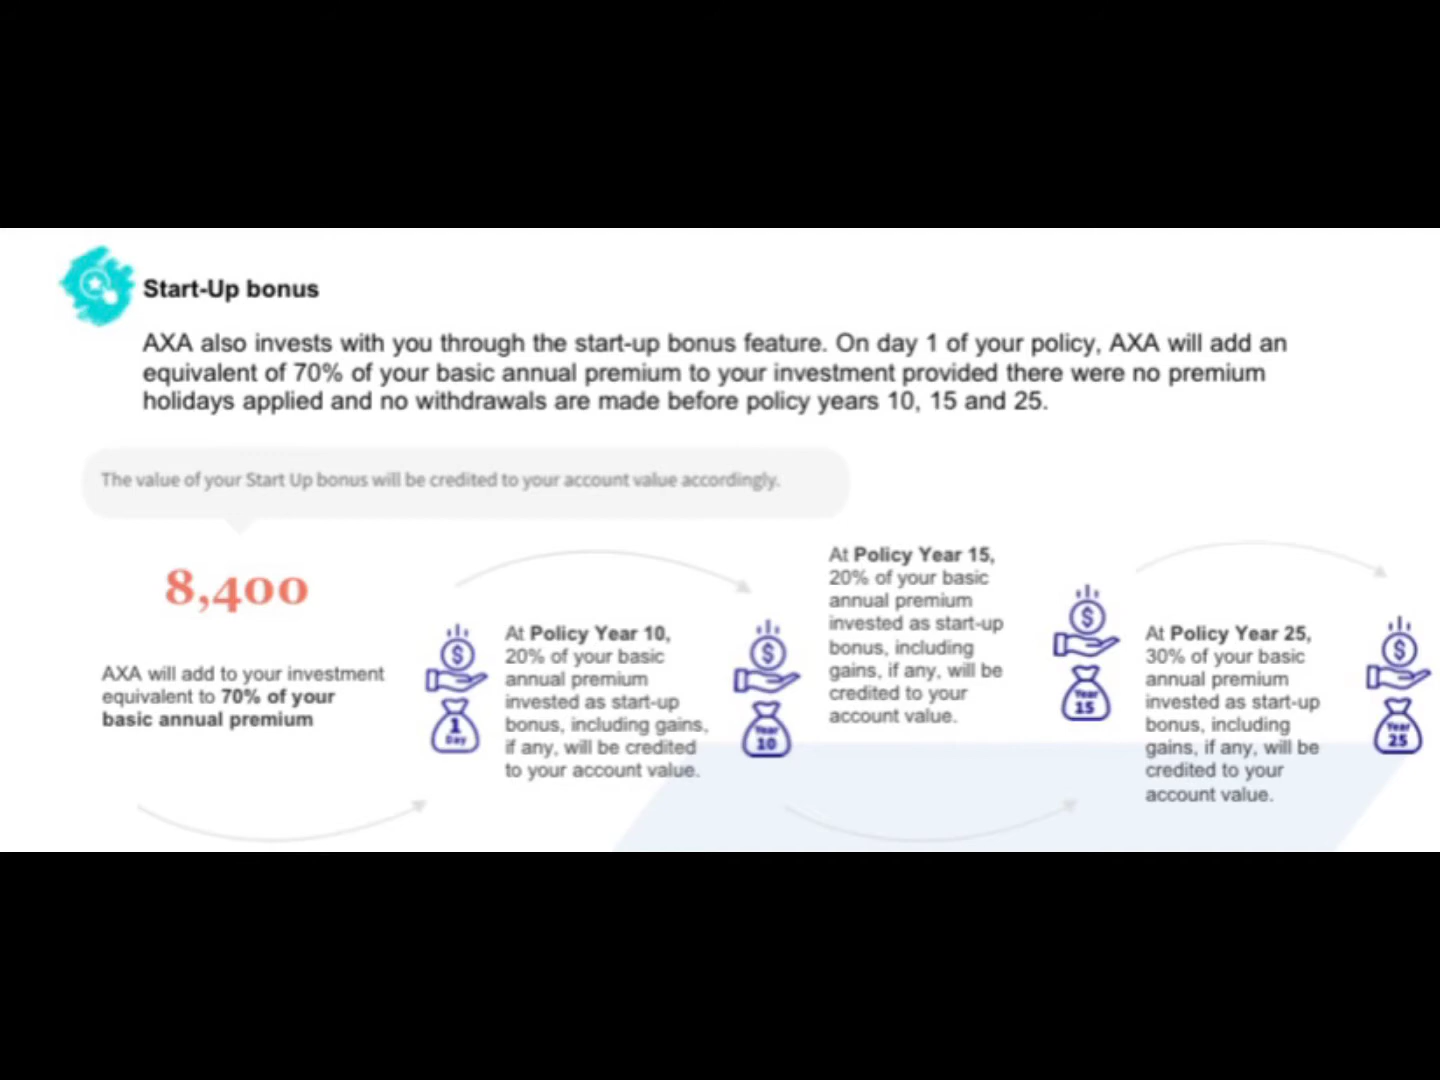 Start-Up bonus
AXA also invests with you through the start-up bonus feature. On day 1 of your policy, AXA will add an
equivalent of 70% of your basic annual premium to your investment provided there were no premium
holidays applied and no withdrawals are made before policy years 10, 15 and 25.
The value of your Start Up bonus will be credited to your account value accordingly.
8,400
AXA will add to your investment
equivalent to 70% of your
basic annual premium
1
Day
At Policy Year 10,
20% of your basic
annual premium
invested as start-up
bonus, including gains,
if any, will be credited
to your account value.
Year
10
At Policy Year 15,
20% of your basic
annual premium
invested as start-up
bonus, including
gains, if any, will be
credited to your
account value.
Year
15
At Policy Year 25,
30% of your basic
annual premium
invested as start-up
bonus, including
gains, if any, will be
credited to your
account value.
Year
25